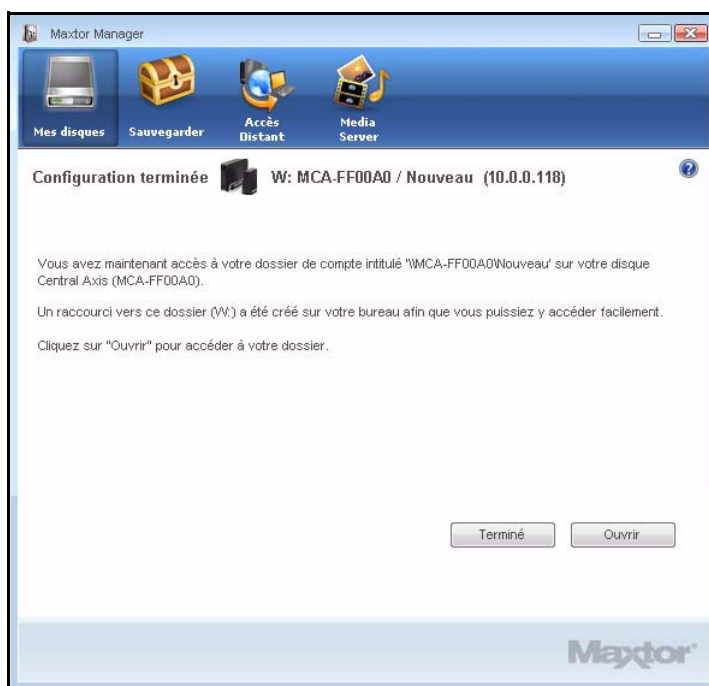 Maxtor Manager
Mes disques
Sauvegarder
Accès
Distant
Media
Server
Configuration terminée
W: MCA-FF00A0 / Nouveau (10.0.0.118)
Vous avez maintenant accès à votre dossier de compte intitulé '\\MCA-FF00A0\Nouveau' sur votre disque
Central Axis (MCA-FF00A0).
Un raccourci vers ce dossier (W:) a été créé sur votre bureau afin que vous puissiez y accéder facilement.
Cliquez sur "Ouvrir" pour accéder à votre dossier.
Terminé
Ouvrir
Maxtor